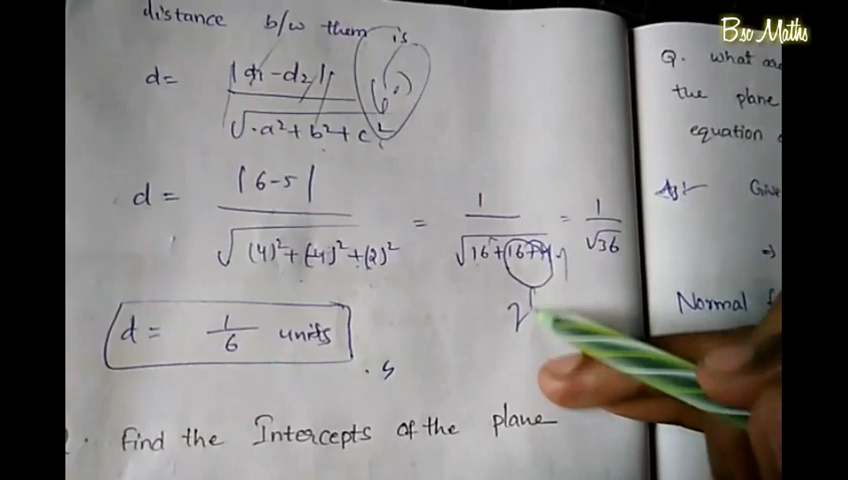 distance b/w them is
d= |d1-d2|
√a²+b²+c²
d = |6-5| / √(4)²+(-4)²+(2)² = 1 / √16+16+4 = 1 / √36
d = 1/6 units
Find the Intercepts of the plane
Bsc Maths
Q. what
the plane
equation
As:-
Normal